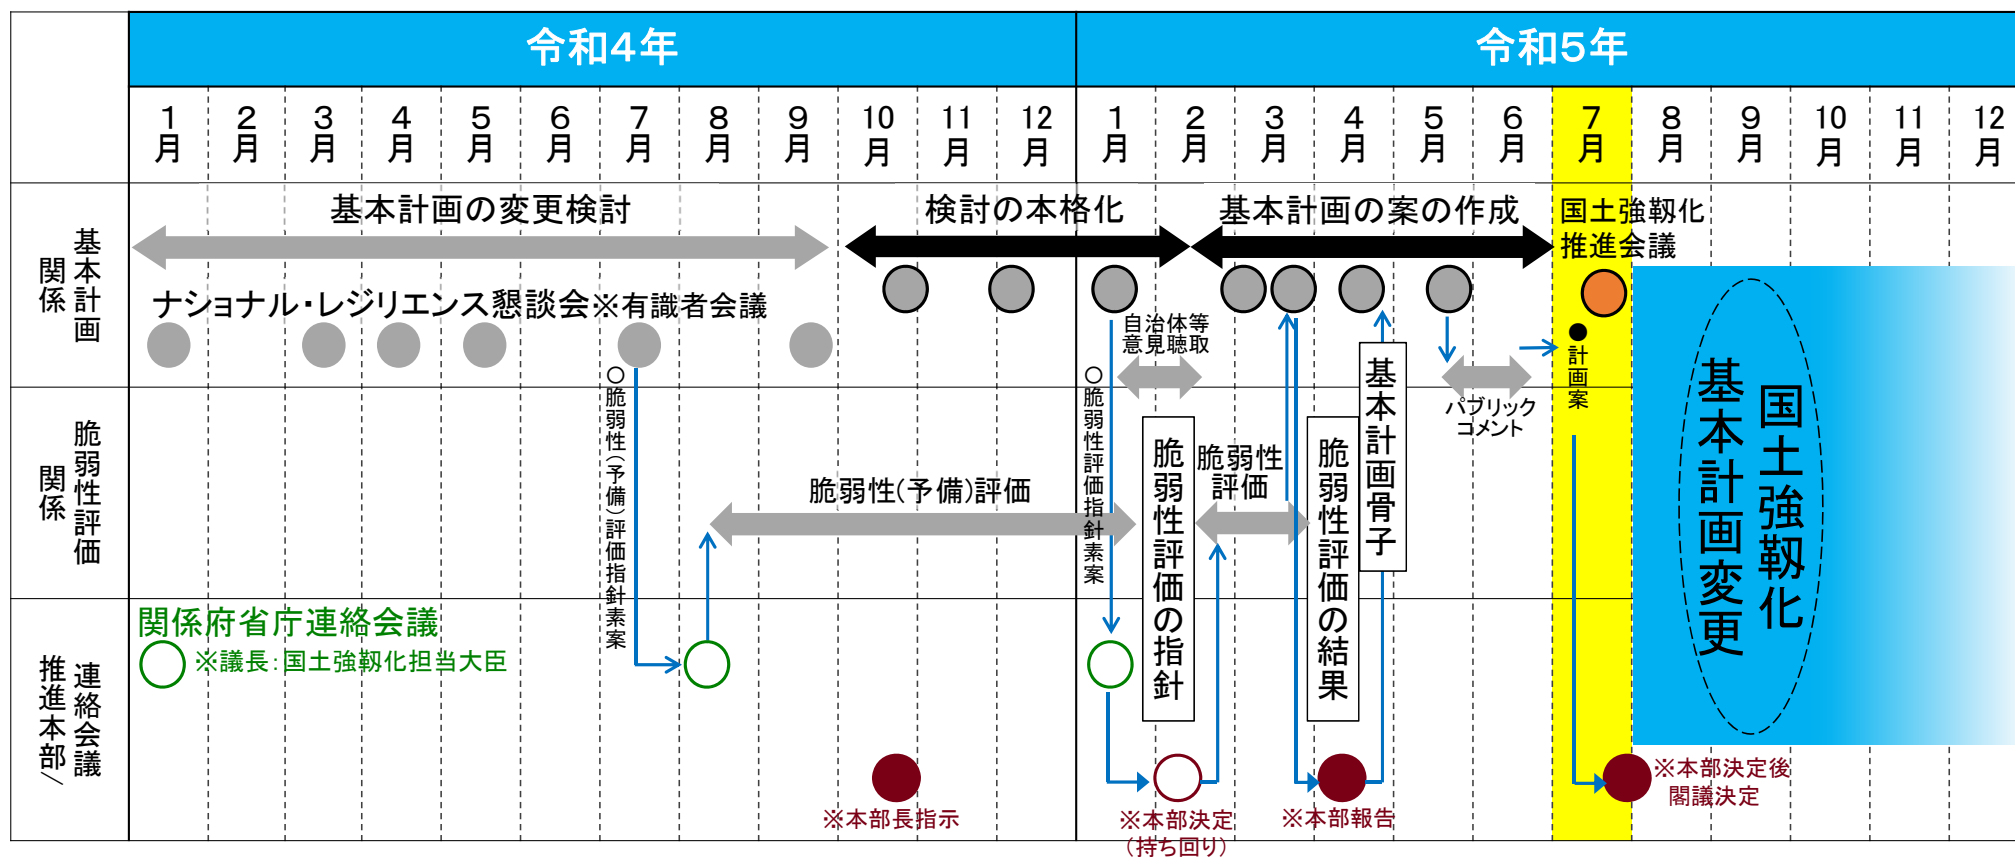 令和4年
令和5年
1月
2月
3月
4月
5月
6月
7月
8月
9月
10月
11月
12月
1月
2月
3月
4月
5月
6月
7月
8月
9月
10月
11月
12月
基本計画
関係
基本計画の変更検討
検討の本格化
基本計画の案の作成
国土強靱化
推進会議
ナショナル・レジリエンス懇談会※有識者会議
自治体等
意見聴取
●計画案
パブリック
コメント
○脆弱性(予備)評価指針素案
○脆弱性評価指針素案
基本計画骨子
国土強靱化
基本計画変更
脆弱性評価
関係
脆弱性(予備)評価
脆弱性評価の指針
脆弱性
評価
脆弱性評価の結果
連絡会議
推進本部/
関係府省庁連絡会議
※議長:国土強靱化担当大臣
※本部長指示
※本部決定
(持ち回り)
※本部報告
※本部決定後
閣議決定